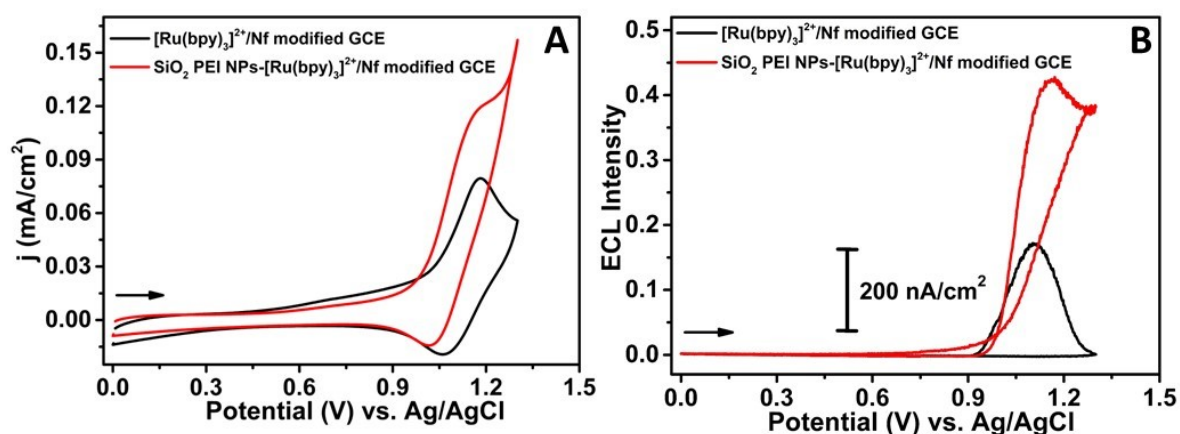 A
[Ru(bpy)₃]²⁺/Nf modified GCE
SiO₂ PEI NPs-[Ru(bpy)₃]²⁺/Nf modified GCE
j (mA/cm²)
0.15
0.12
0.09
0.06
0.03
0.00
0.0 0.3 0.6 0.9 1.2 1.5
Potential (V) vs. Ag/AgCl
B
[Ru(bpy)₃]²⁺/Nf modified GCE
SiO₂ PEI NPs-[Ru(bpy)₃]²⁺/Nf modified GCE
ECL Intensity
0.5
0.4
0.3
0.2
0.1
0.0
200 nA/cm²
0.0 0.3 0.6 0.9 1.2 1.5
Potential (V) vs. Ag/AgCl